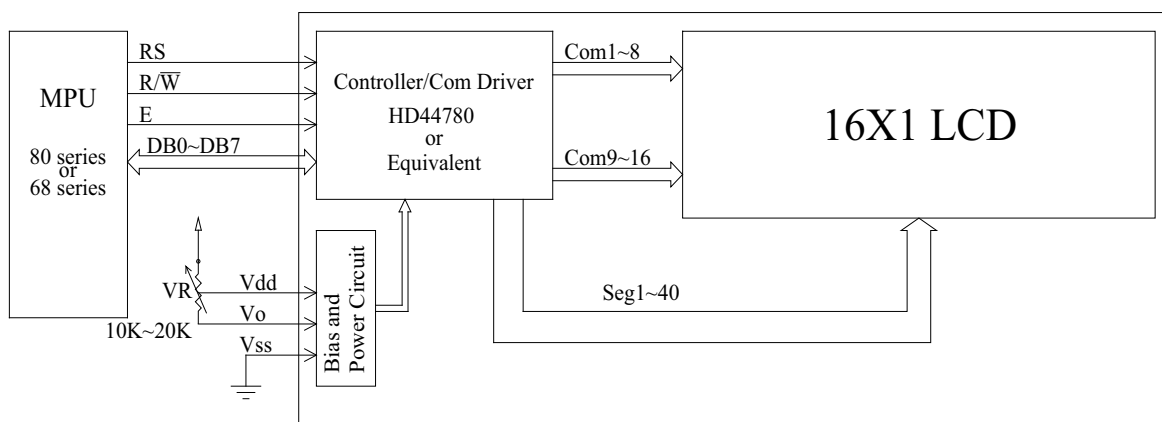 MPU
80 series
or
68 series
RS
R/W̅
E
DB0~DB7
Controller/Com Driver
HD44780
or
Equivalent
Com1~8
Com9~16
16X1 LCD
VR
10K~20K
Vdd
Vo
Vss
Bias and
Power Circuit
Seg1~40